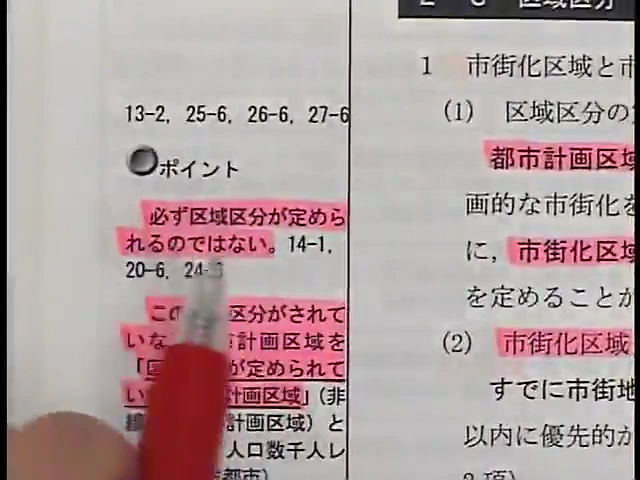 13-2, 25-6, 26-6, 27-6
ポイント
必ず区域区分が定めら
れるのではない。14-1,
20-6, 24-
区分がされて
計画区域を
が定められて
計画区域」(非
計画区域)と
人口数千人レ
都市)
区域区分
1 市街化区域と市
(1) 区域区分の
都市計画区域
画的な市街化を
に，市街化区域
を定めることが
(2) 市街化区域
すでに市街地
以内に優先的か
2項)